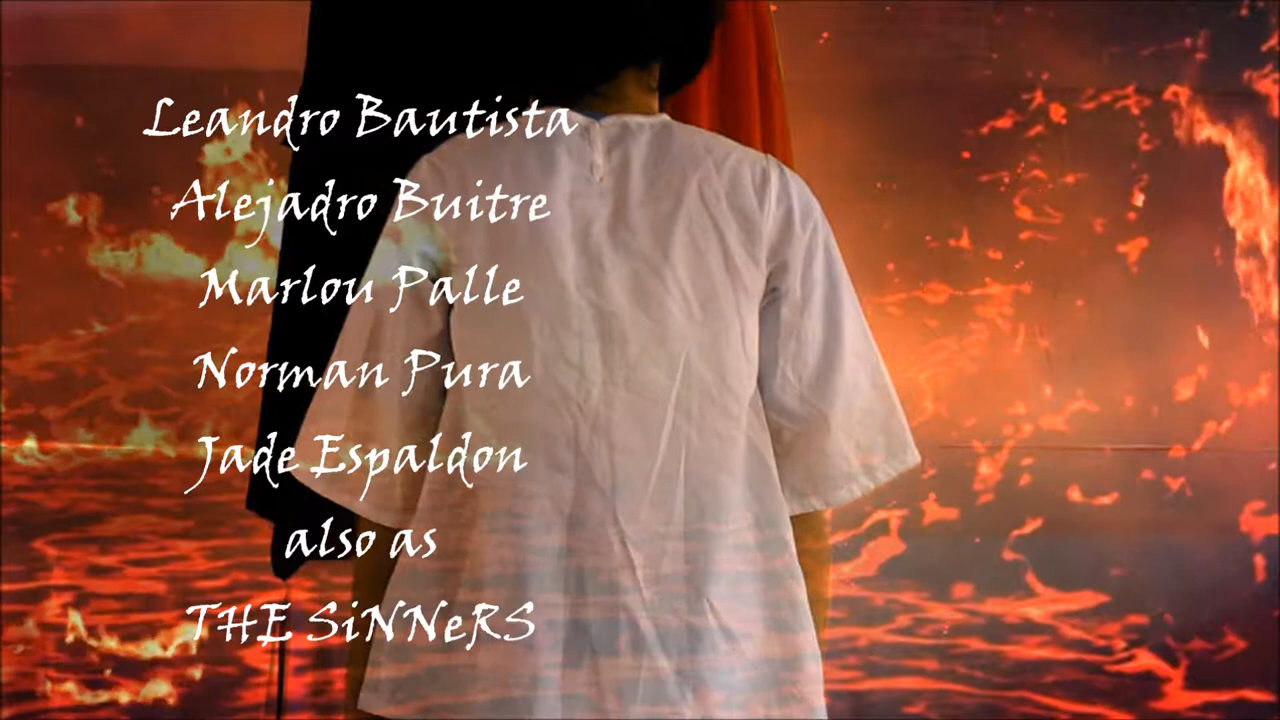 Leandro Bautista
Alejadro Buitre
Marlou Palle
Norman Pura
Jade Espaldon
also as
THE SiNNeRS